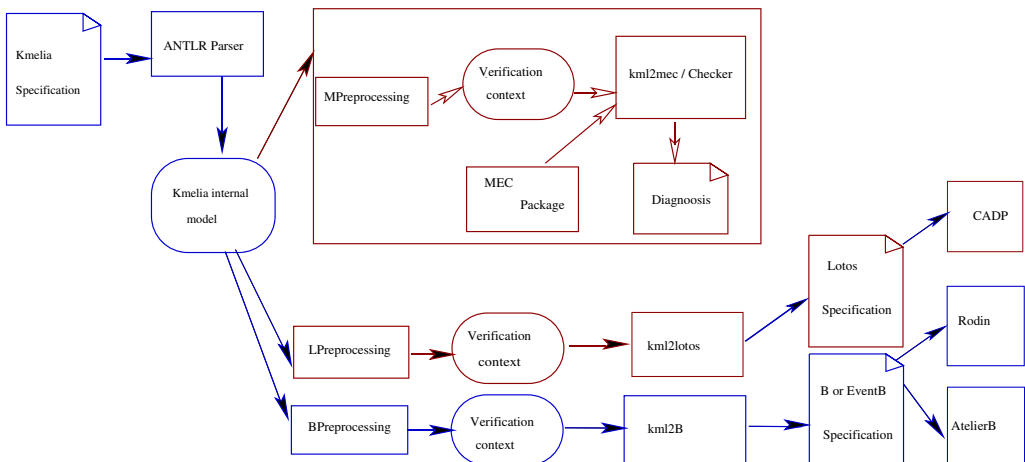 Kmelia
Specification
ANTLR Parser
Kmelia internal
model
MPreprocessing
Verification
context
kml2mec / Checker
MEC
Package
Diagnoosis
LPreprocessing
Verification
context
kml2lotos
Lotos
Specification
CADP
BPreprocessing
Verification
context
kml2B
B or EventB
Specification
Rodin
AtelierB